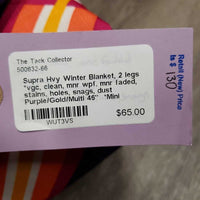 The Tack Collector
500632-66
Supra Hvy Winter Blanket, 2 legs
*vgc, clean, mnr wpf. mnr faded,
stains, holes, snags, dust
Purple/Gold/Multi 46" *Mini
$65.00
WUT3VS
Retail (New) Price
is $ 130